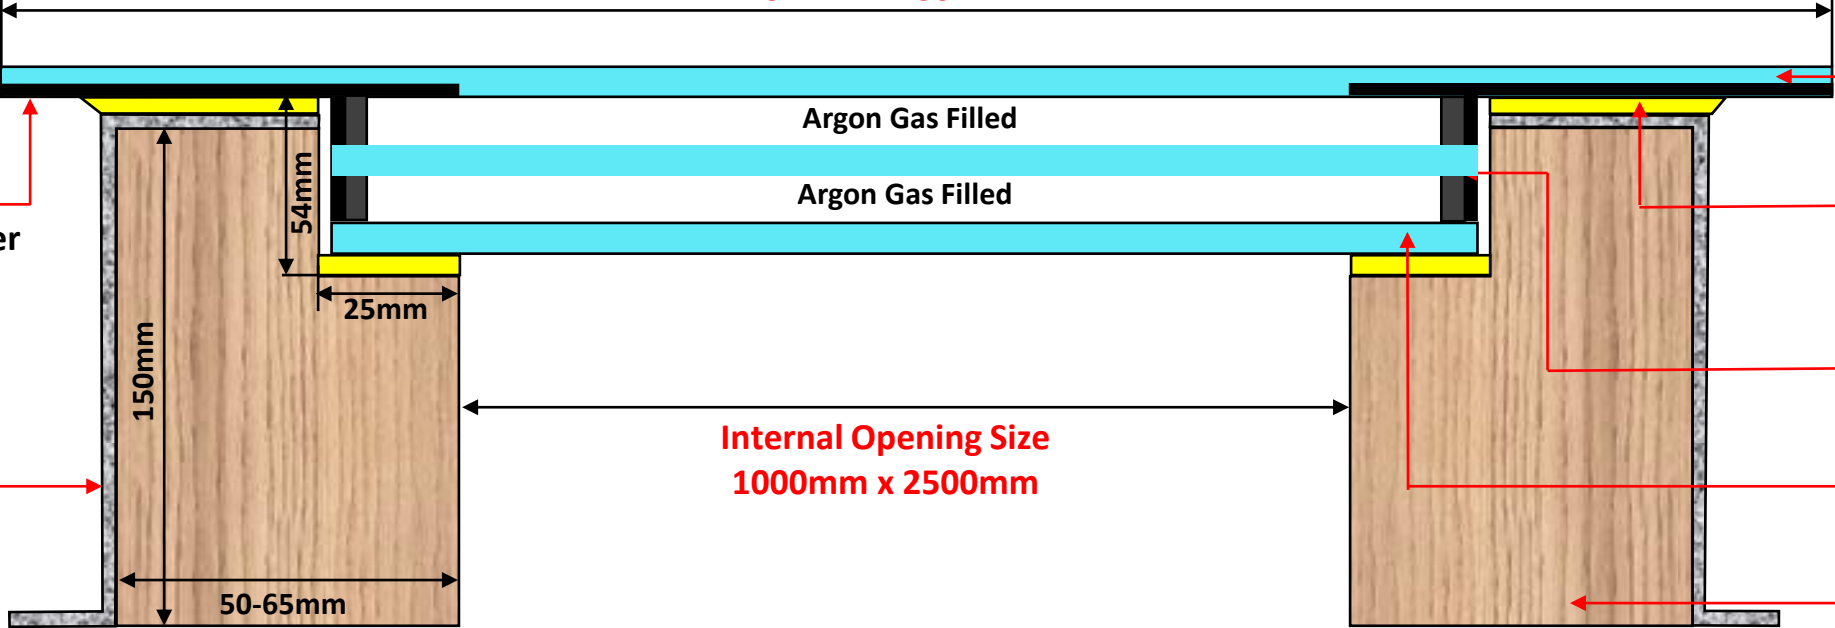 Argon Gas Filled
Argon Gas Filled
54mm
25mm
150mm
Internal Opening Size
1000mm x 2500mm
50-65mm